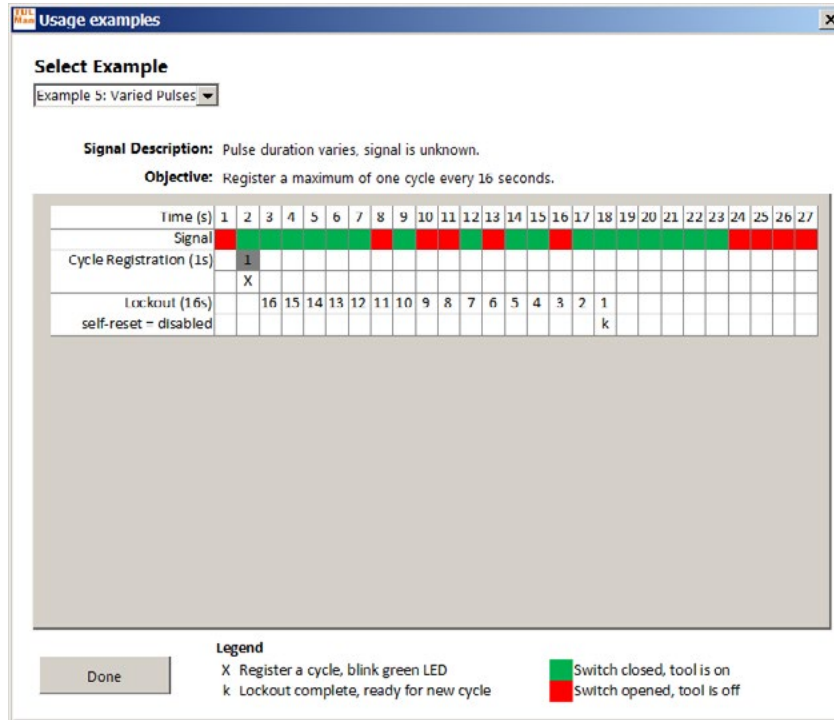 TUL
Man Usage examples X
Select Example
Example 5: Varied Pulses
Signal Description: Pulse duration varies, signal is unknown.
Objective: Register a maximum of one cycle every 16 seconds.
Time (s) 1 2 3 4 5 6 7 8 9 10 11 12 13 14 15 16 17 18 19 20 21 22 23 24 25 26 27
Signal
Cycle Registration (1s) 1
X
Lockout (16s) 16 15 14 13 12 11 10 9 8 7 6 5 4 3 2 1
self-reset = disabled k
Legend
X Register a cycle, blink green LED Switch closed, tool is on
Done
k Lockout complete, ready for new cycle Switch opened, tool is off